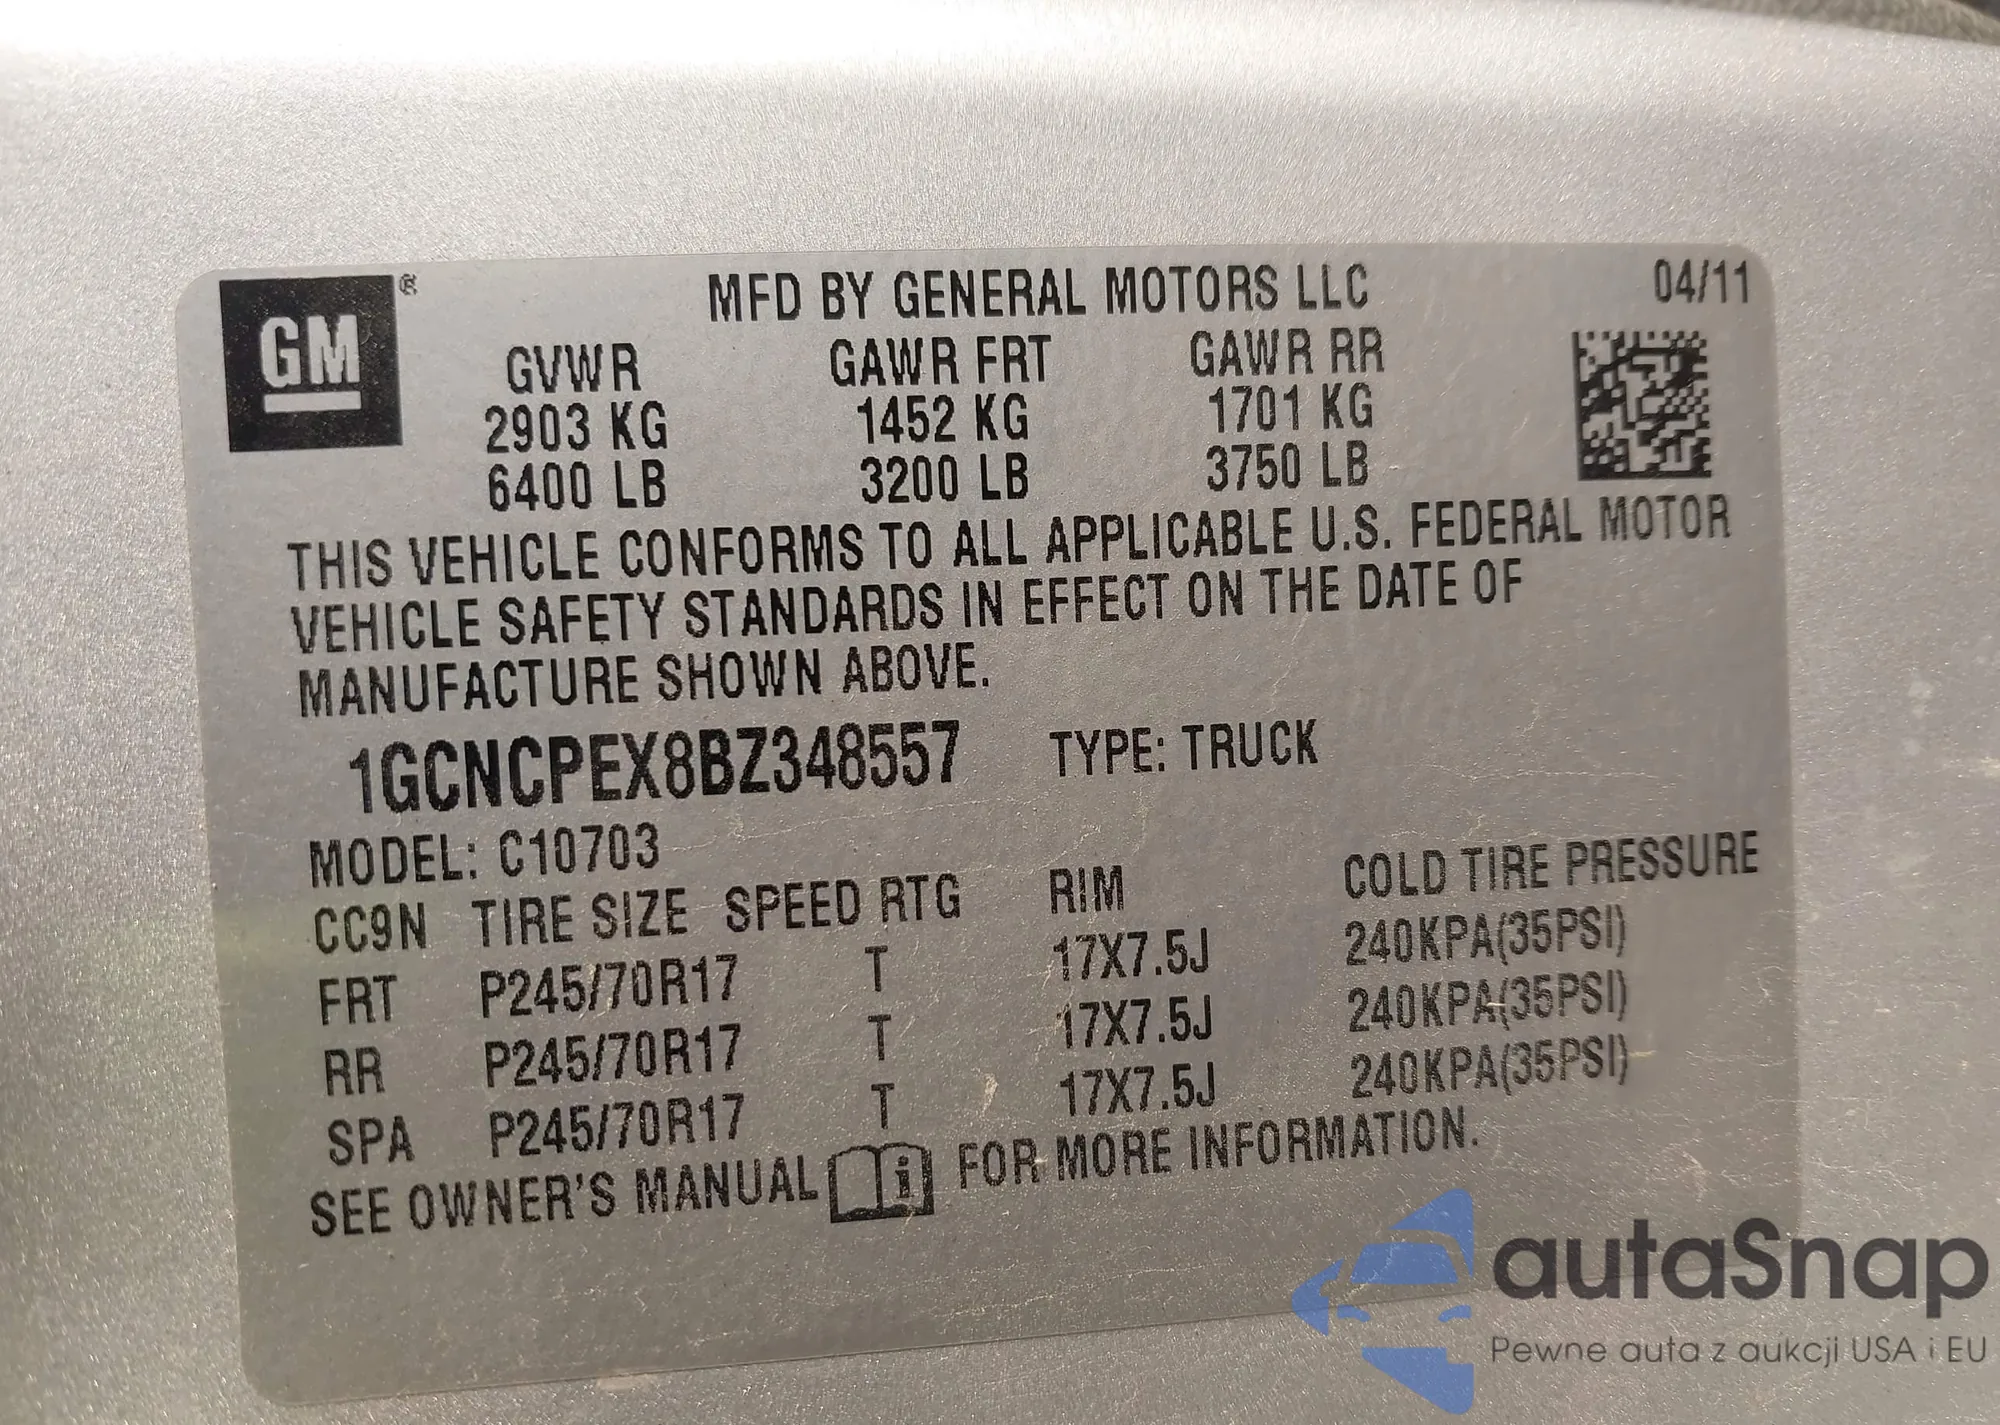 GM®
MFD BY GENERAL MOTORS LLC 04/11
GVWR GAWR FRT GAWR RR
2903 KG 1452 KG 1701 KG
6400 LB 3200 LB 3750 LB
THIS VEHICLE CONFORMS TO ALL APPLICABLE U.S. FEDERAL MOTOR
VEHICLE SAFETY STANDARDS IN EFFECT ON THE DATE OF
MANUFACTURE SHOWN ABOVE.
1GCNCPEX8BZ348557 TYPE: TRUCK
MODEL: C10703
CC9N TIRE SIZE SPEED RTG RIM COLD TIRE PRESSURE
FRT P245/70R17 T 17X7.5J 240KPA(35PSI)
RR P245/70R17 T 17X7.5J 240KPA(35PSI)
SPA P245/70R17 T 17X7.5J 240KPA(35PSI)
SEE OWNER'S MANUAL i FOR MORE INFORMATION.
autaSnap
Pewne auta z aukcji USA i EU